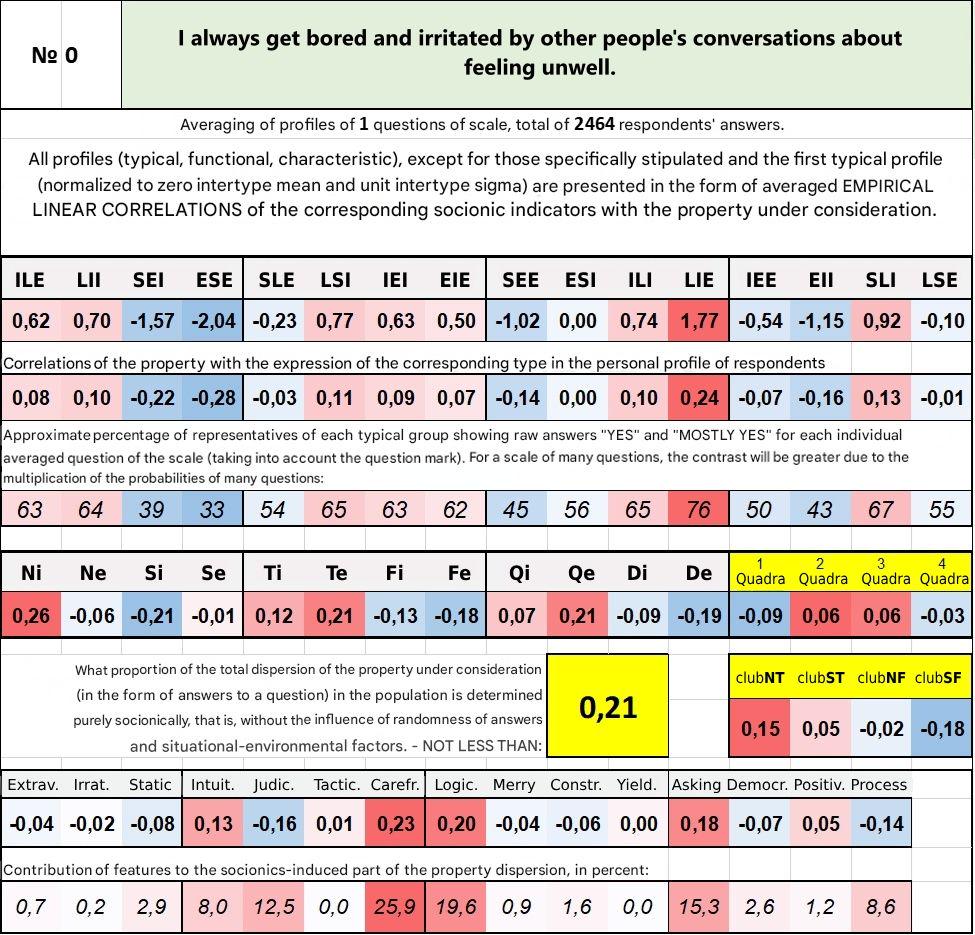 № 0
I always get bored and irritated by other people's conversations about
feeling unwell.
Averaging of profiles of 1 questions of scale, total of 2464 respondents' answers.
All profiles (typical, functional, characteristic), except for those specifically stipulated and the first typical profile
(normalized to zero intertype mean and unit intertype sigma) are presented in the form of averaged EMPIRICAL
LINEAR CORRELATIONS of the corresponding socionic indicators with the property under consideration.
ILE LII SEI ESE SLE LSI IEI EIE SEE ESI ILI LIE IEE EII SLI LSE
0,62 0,70 -1,57 -2,04 -0,23 0,77 0,63 0,50 -1,02 0,00 0,74 1,77 -0,54 -1,15 0,92 -0,10
Correlations of the property with the expression of the corresponding type in the personal profile of respondents
0,08 0,10 -0,22 -0,28 -0,03 0,11 0,09 0,07 -0,14 0,00 0,10 0,24 -0,07 -0,16 0,13 -0,01
Approximate percentage of representatives of each typical group showing raw answers "YES" and "MOSTLY YES" for each individual
averaged question of the scale (taking into account the question mark). For a scale of many questions, the contrast will be greater due to the
multiplication of the probabilities of many questions:
63 64 39 33 54 65 63 62 45 56 65 76 50 43 67 55
Ni Ne Si Se Ti Te Fi Fe Qi Qe Di De 1 Quadra 2 Quadra 3 Quadra 4 Quadra
0,26 -0,06 -0,21 -0,01 0,12 0,21 -0,13 -0,18 0,07 0,21 -0,09 -0,19 -0,09 0,06 0,06 -0,03
What proportion of the total dispersion of the property under consideration
(in the form of answers to a question) in the population is determined
purely socionically, that is, without the influence of randomness of answers
and situational-environmental factors. - NOT LESS THAN:
0,21
clubNT clubST clubNF clubSF
0,15 0,05 -0,02 -0,18
Extrav. Irrat. Static Intuit. Judic. Tactic. Carefr. Logic. Merry Constr. Yield. Asking Democr. Positiv. Process
-0,04 -0,02 -0,08 0,13 -0,16 0,01 0,23 0,20 -0,04 -0,06 0,00 0,18 -0,07 0,05 -0,14
Contribution of features to the socionics-induced part of the property dispersion, in percent:
0,7 0,2 2,9 8,0 12,5 0,0 25,9 19,6 0,9 1,6 0,0 15,3 2,6 1,2 8,6